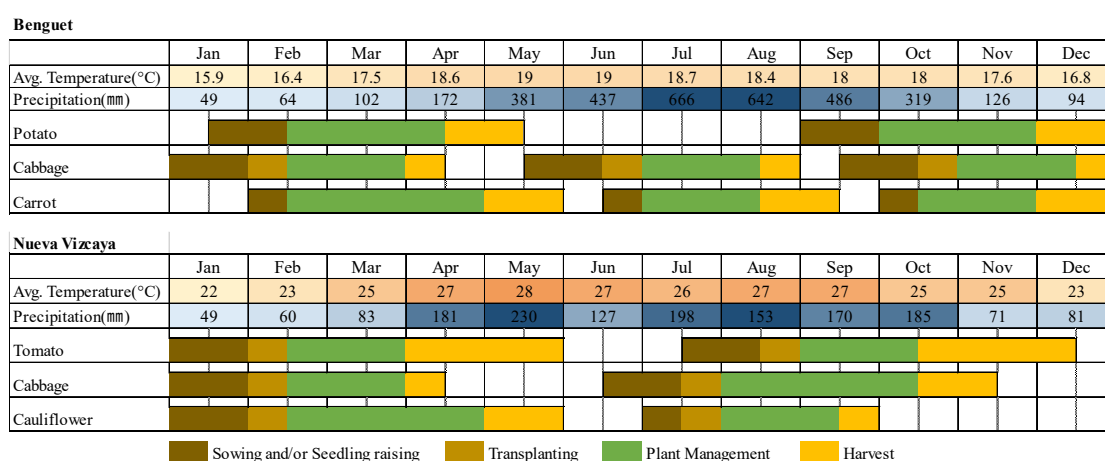 Benguet
Jan Feb Mar Apr May Jun Jul Aug Sep Oct Nov Dec
Avg. Temperature(°C) 15.9 16.4 17.5 18.6 19 19 18.7 18.4 18 18 17.6 16.8
Precipitation(㎜) 49 64 102 172 381 437 666 642 486 319 126 94
Potato
Cabbage
Carrot
Nueva Vizcaya
Jan Feb Mar Apr May Jun Jul Aug Sep Oct Nov Dec
Avg. Temperature(°C) 22 23 25 27 28 27 26 27 27 25 25 23
Precipitation(㎜) 49 60 83 181 230 127 198 153 170 185 71 81
Tomato
Cabbage
Cauliflower
Sowing and/or Seedling raising Transplanting Plant Management Harvest